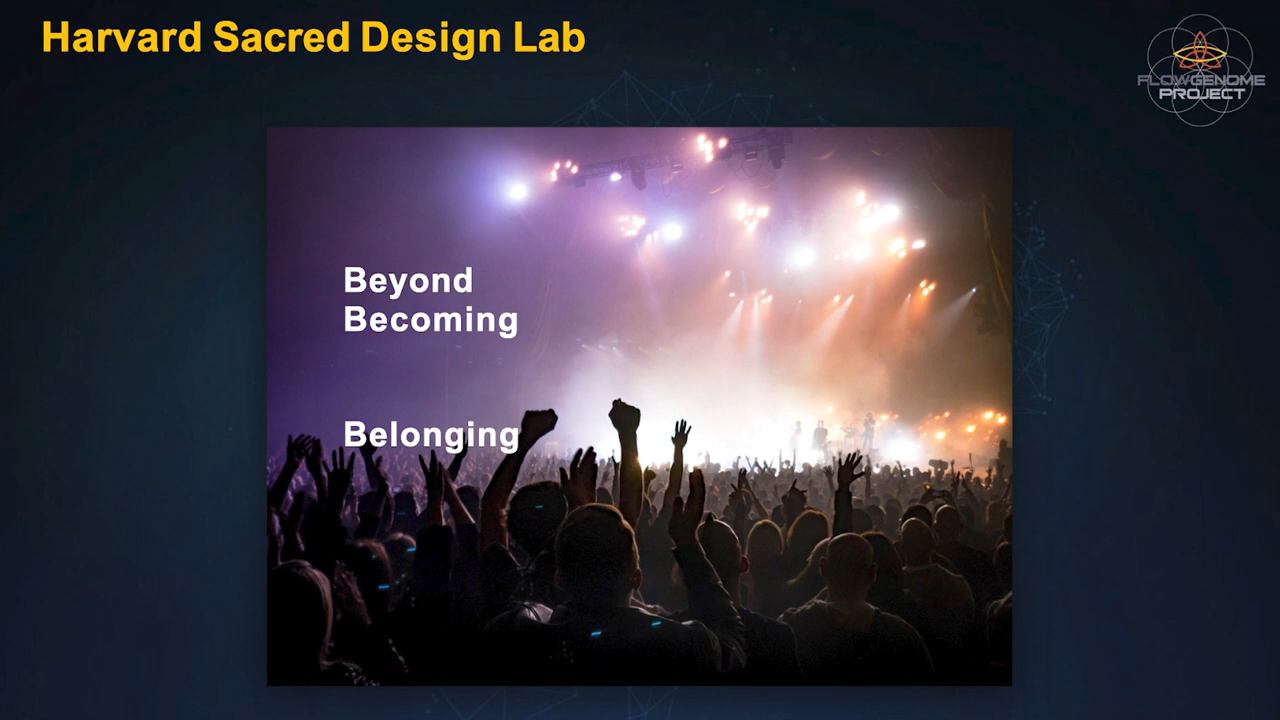 Harvard Sacred Design Lab
FLOWGENOME
PROJECT
Beyond
Becoming
Belonging